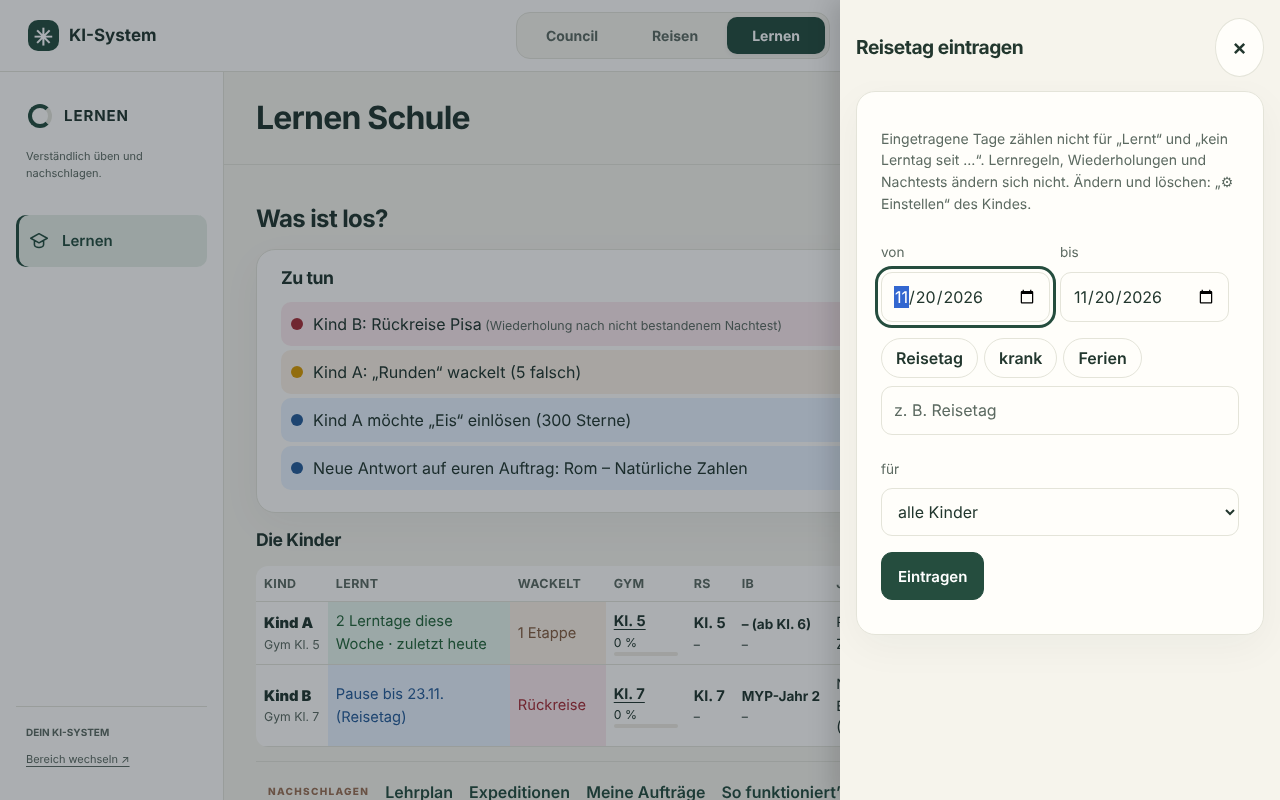 KI-System
Council
Reisen
Lernen
LERNEN
Verständlich üben und
nachschlagen.
Lernen
DEIN KI-SYSTEM
Bereich wechseln ↗
Lernen Schule
Was ist los?
Zu tun
Kind B: Rückreise Pisa (Wiederholung nach nicht bestandenem Nachtest)
Kind A: „Runden“ wackelt (5 falsch)
Kind A möchte „Eis“ einlösen (300 Sterne)
Neue Antwort auf euren Auftrag: Rom – Natürliche Zahlen
Die Kinder
KIND LERNT WACKELT GYM RS IB
Kind A
Gym Kl. 5
2 Lerntage diese
Woche · zuletzt heute
1 Etappe
Kl. 5
0 %
Kl. 5
–
– (ab Kl. 6)
–
Kind B
Gym Kl. 7
Pause bis 23.11.
(Reisetag)
Rückreise
Kl. 7
0 %
Kl. 7
–
MYP-Jahr 2
–
NACHSCHLAGEN Lehrplan Expeditionen Meine Aufträge So funktioniert'
Reisetag eintragen
×
Eingetragene Tage zählen nicht für „Lernt“ und „kein
Lerntag seit …“. Lernregeln, Wiederholungen und
Nachtests ändern sich nicht. Ändern und löschen: „⚙
Einstellen“ des Kindes.
von bis
11/20/2026 11/20/2026
Reisetag krank Ferien
z. B. Reisetag
für
alle Kinder
Eintragen